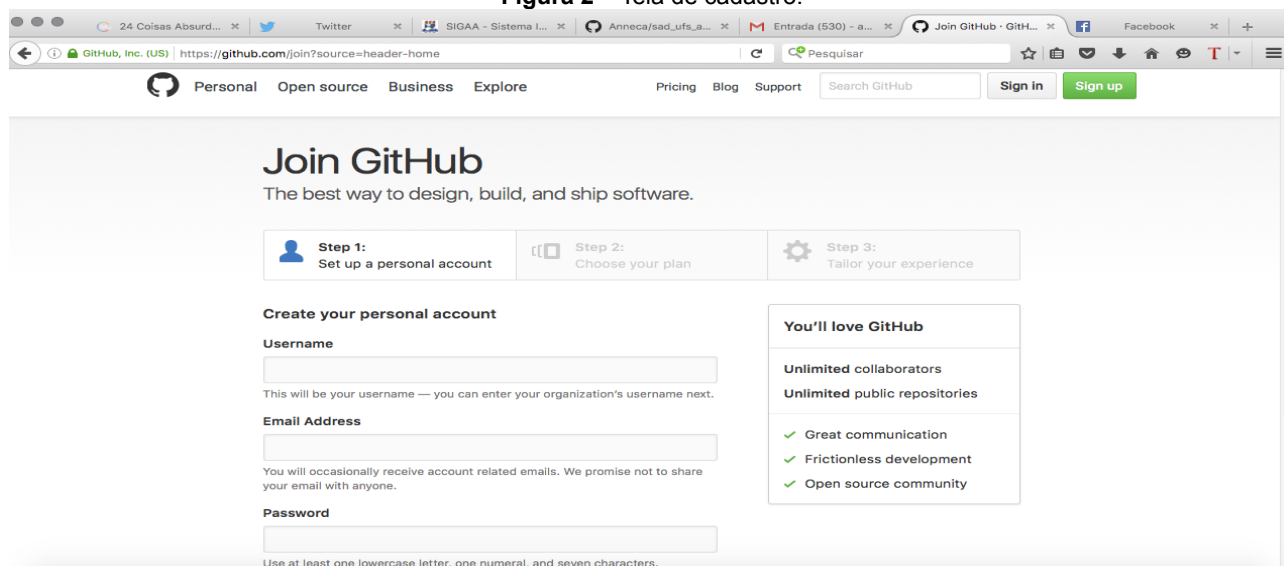 Figura 2 – Tela de cadastro.
24 Coisas Absurd... Twitter SIGAA - Sistema I... Anneca/sad_ufs_a... Entrada (530) - a... Join GitHub · GitH... Facebook
GitHub, Inc. (US) https://github.com/join?source=header-home Pesquisar
Personal Open source Business Explore Pricing Blog Support Search GitHub Sign in Sign up
Join GitHub
The best way to design, build, and ship software.
Step 1:
Set up a personal account
Step 2:
Choose your plan
Step 3:
Tailor your experience
Create your personal account
Username
This will be your username — you can enter your organization's username next.
Email Address
You will occasionally receive account related emails. We promise not to share
your email with anyone.
Password
Use at least one lowercase letter, one numeral, and seven characters.
You'll love GitHub
Unlimited collaborators
Unlimited public repositories
Great communication
Frictionless development
Open source community